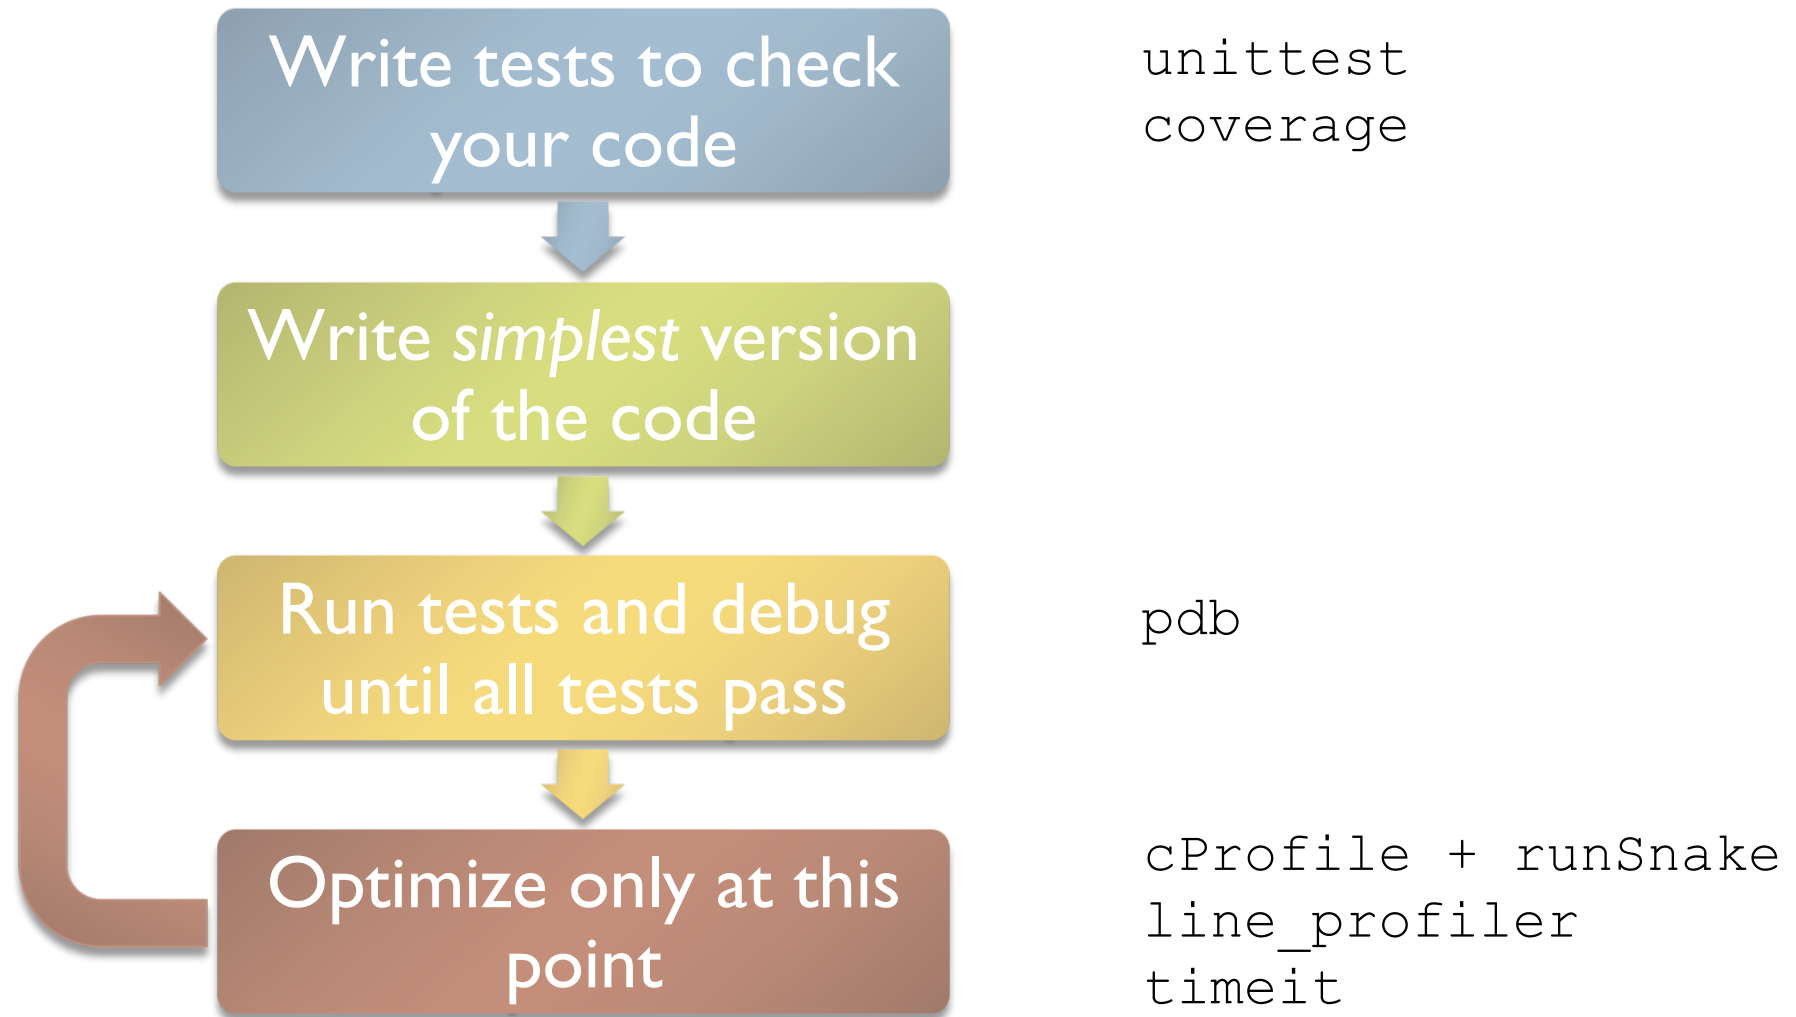 Write tests to check
your code
unittest
coverage
Write simplest version
of the code
Run tests and debug
until all tests pass
pdb
Optimize only at this
point
cProfile + runSnake
line_profiler
timeit